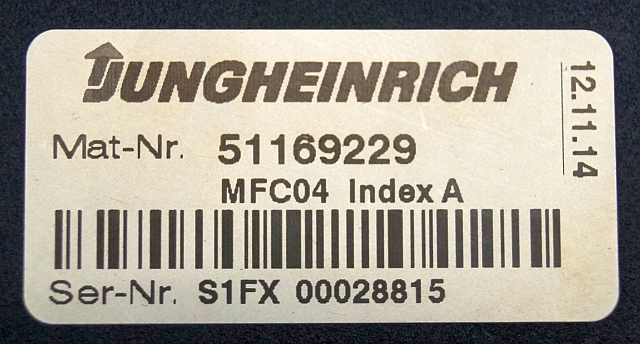 JUNGHEINRICH
Mat-Nr. 51169229
MFC04 Index A
Ser-Nr. S1FX 00028815
12.11.14